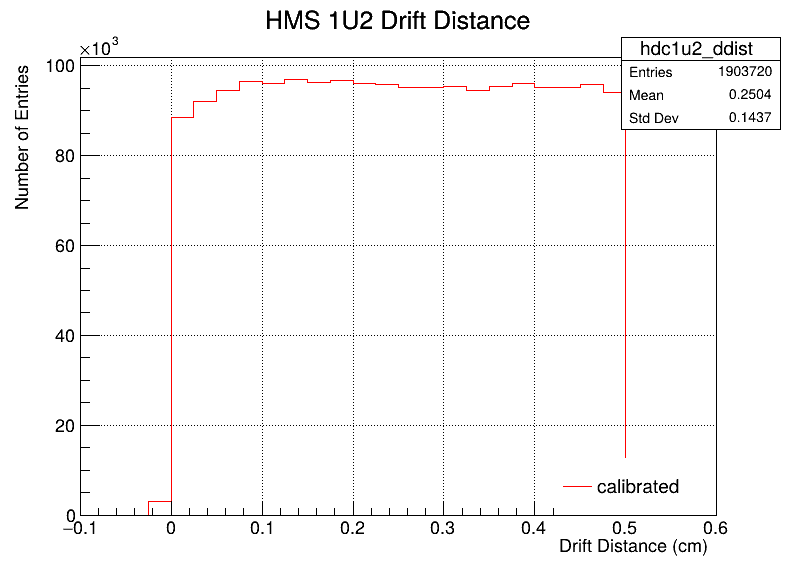 HMS 1U2 Drift Distance
×10³
hdc1u2_ddist
Entries 1903720
Mean 0.2504
Std Dev 0.1437
Number of Entries
100
80
60
40
20
0
−0.1 0 0.1 0.2 0.3 0.4 0.5 0.6
calibrated
Drift Distance (cm)